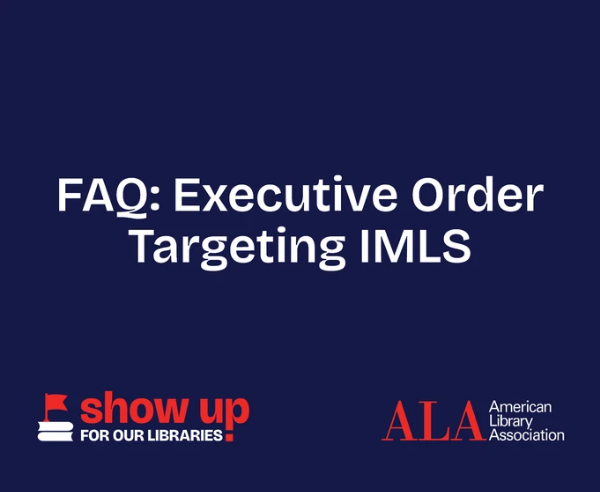 FAQ: Executive Order
Targeting IMLS
show up!
FOR OUR LIBRARIES
ALA American
Library
Association